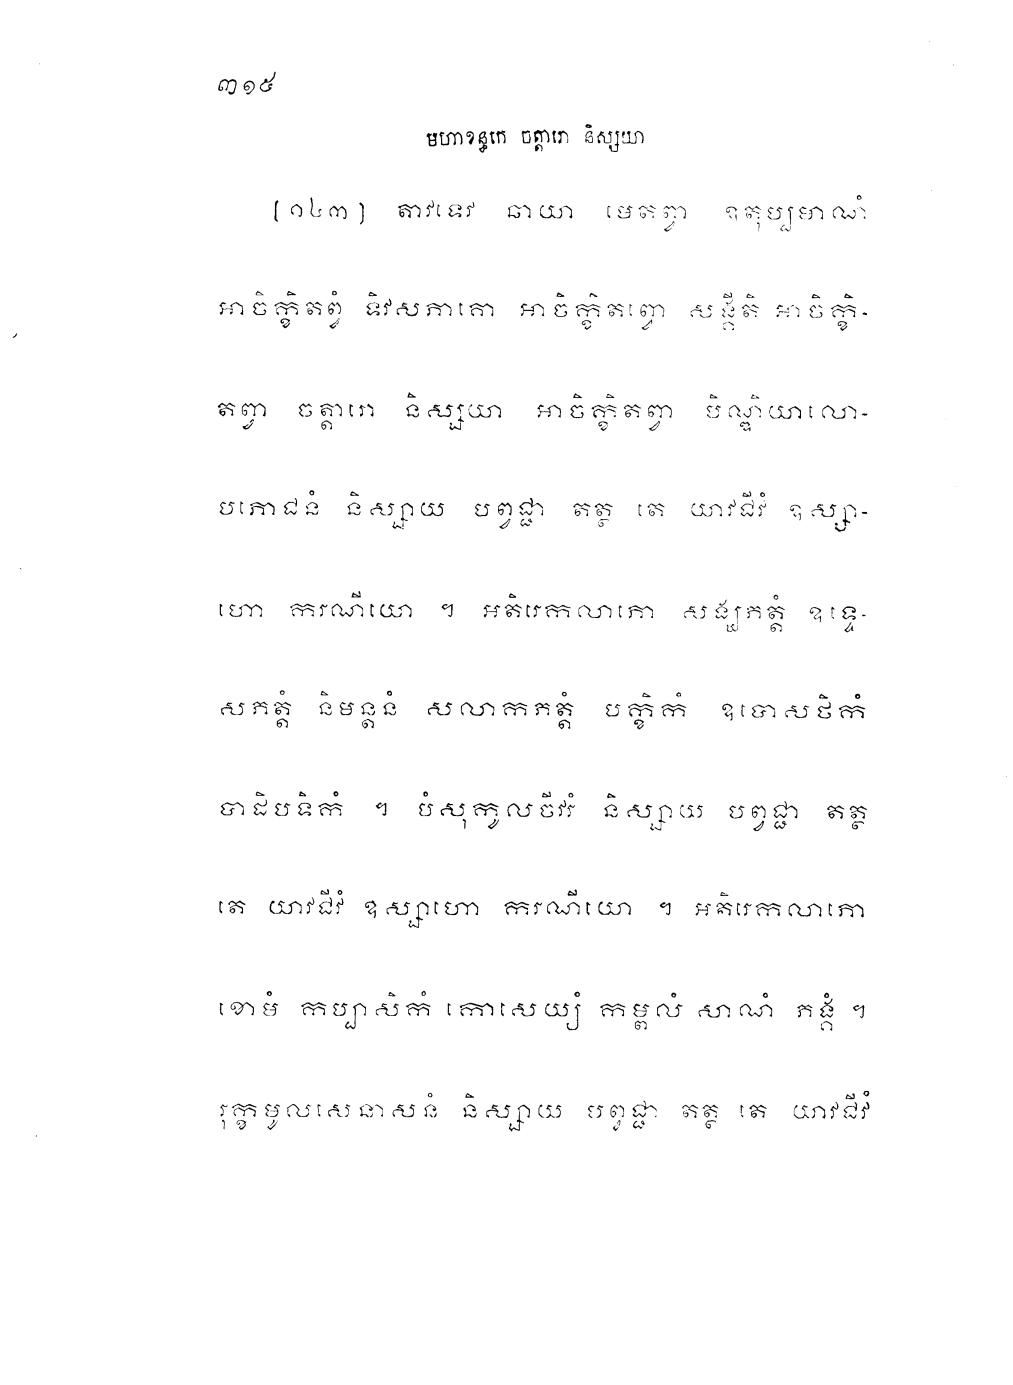 ៣១៥
មហាខន្ធកេ ចត្តារោ និស្សយា
[១៤៣] តាវទេវ ឆាយា មេតព្វា ឧតុប្បមាណំ
អាចិក្ខិតព្វំ ទិវសភាគោ អាចិក្ខិតព្វោ សង្គីតិ អាចិក្ខិ-
តព្វា ចត្តារោ និស្សយា អាចិក្ខិតព្វា បិណ្ឌិយាលោ-
បភោជនំ និស្សាយ បព្វជ្ជា តត្ថ តេ យាវជីវំ ឧស្សា-
ហោ ករណីយោ ។ អតិរេកលាភោ សង្ឃភត្តំ ឧទ្ទេ-
សភត្តំ និមន្តនំ សលាកភត្តំ បក្ខិកំ ឧបោសថិកំ
បាដិបទិកំ ។ បំសុកូលចីវរំ និស្សាយ បព្វជ្ជា តត្ថ
តេ យាវជីវំ ឧស្សាហោ ករណីយោ ។ អតិរេកលាភោ
ខោមំ កប្បាសិកំ កោសេយ្យំ កម្ពលំ សាណំ ភង្គំ ។
រុក្ខមូលសេនាសនំ និស្សាយ បព្វជ្ជា តត្ថ តេ យាវជីវំ